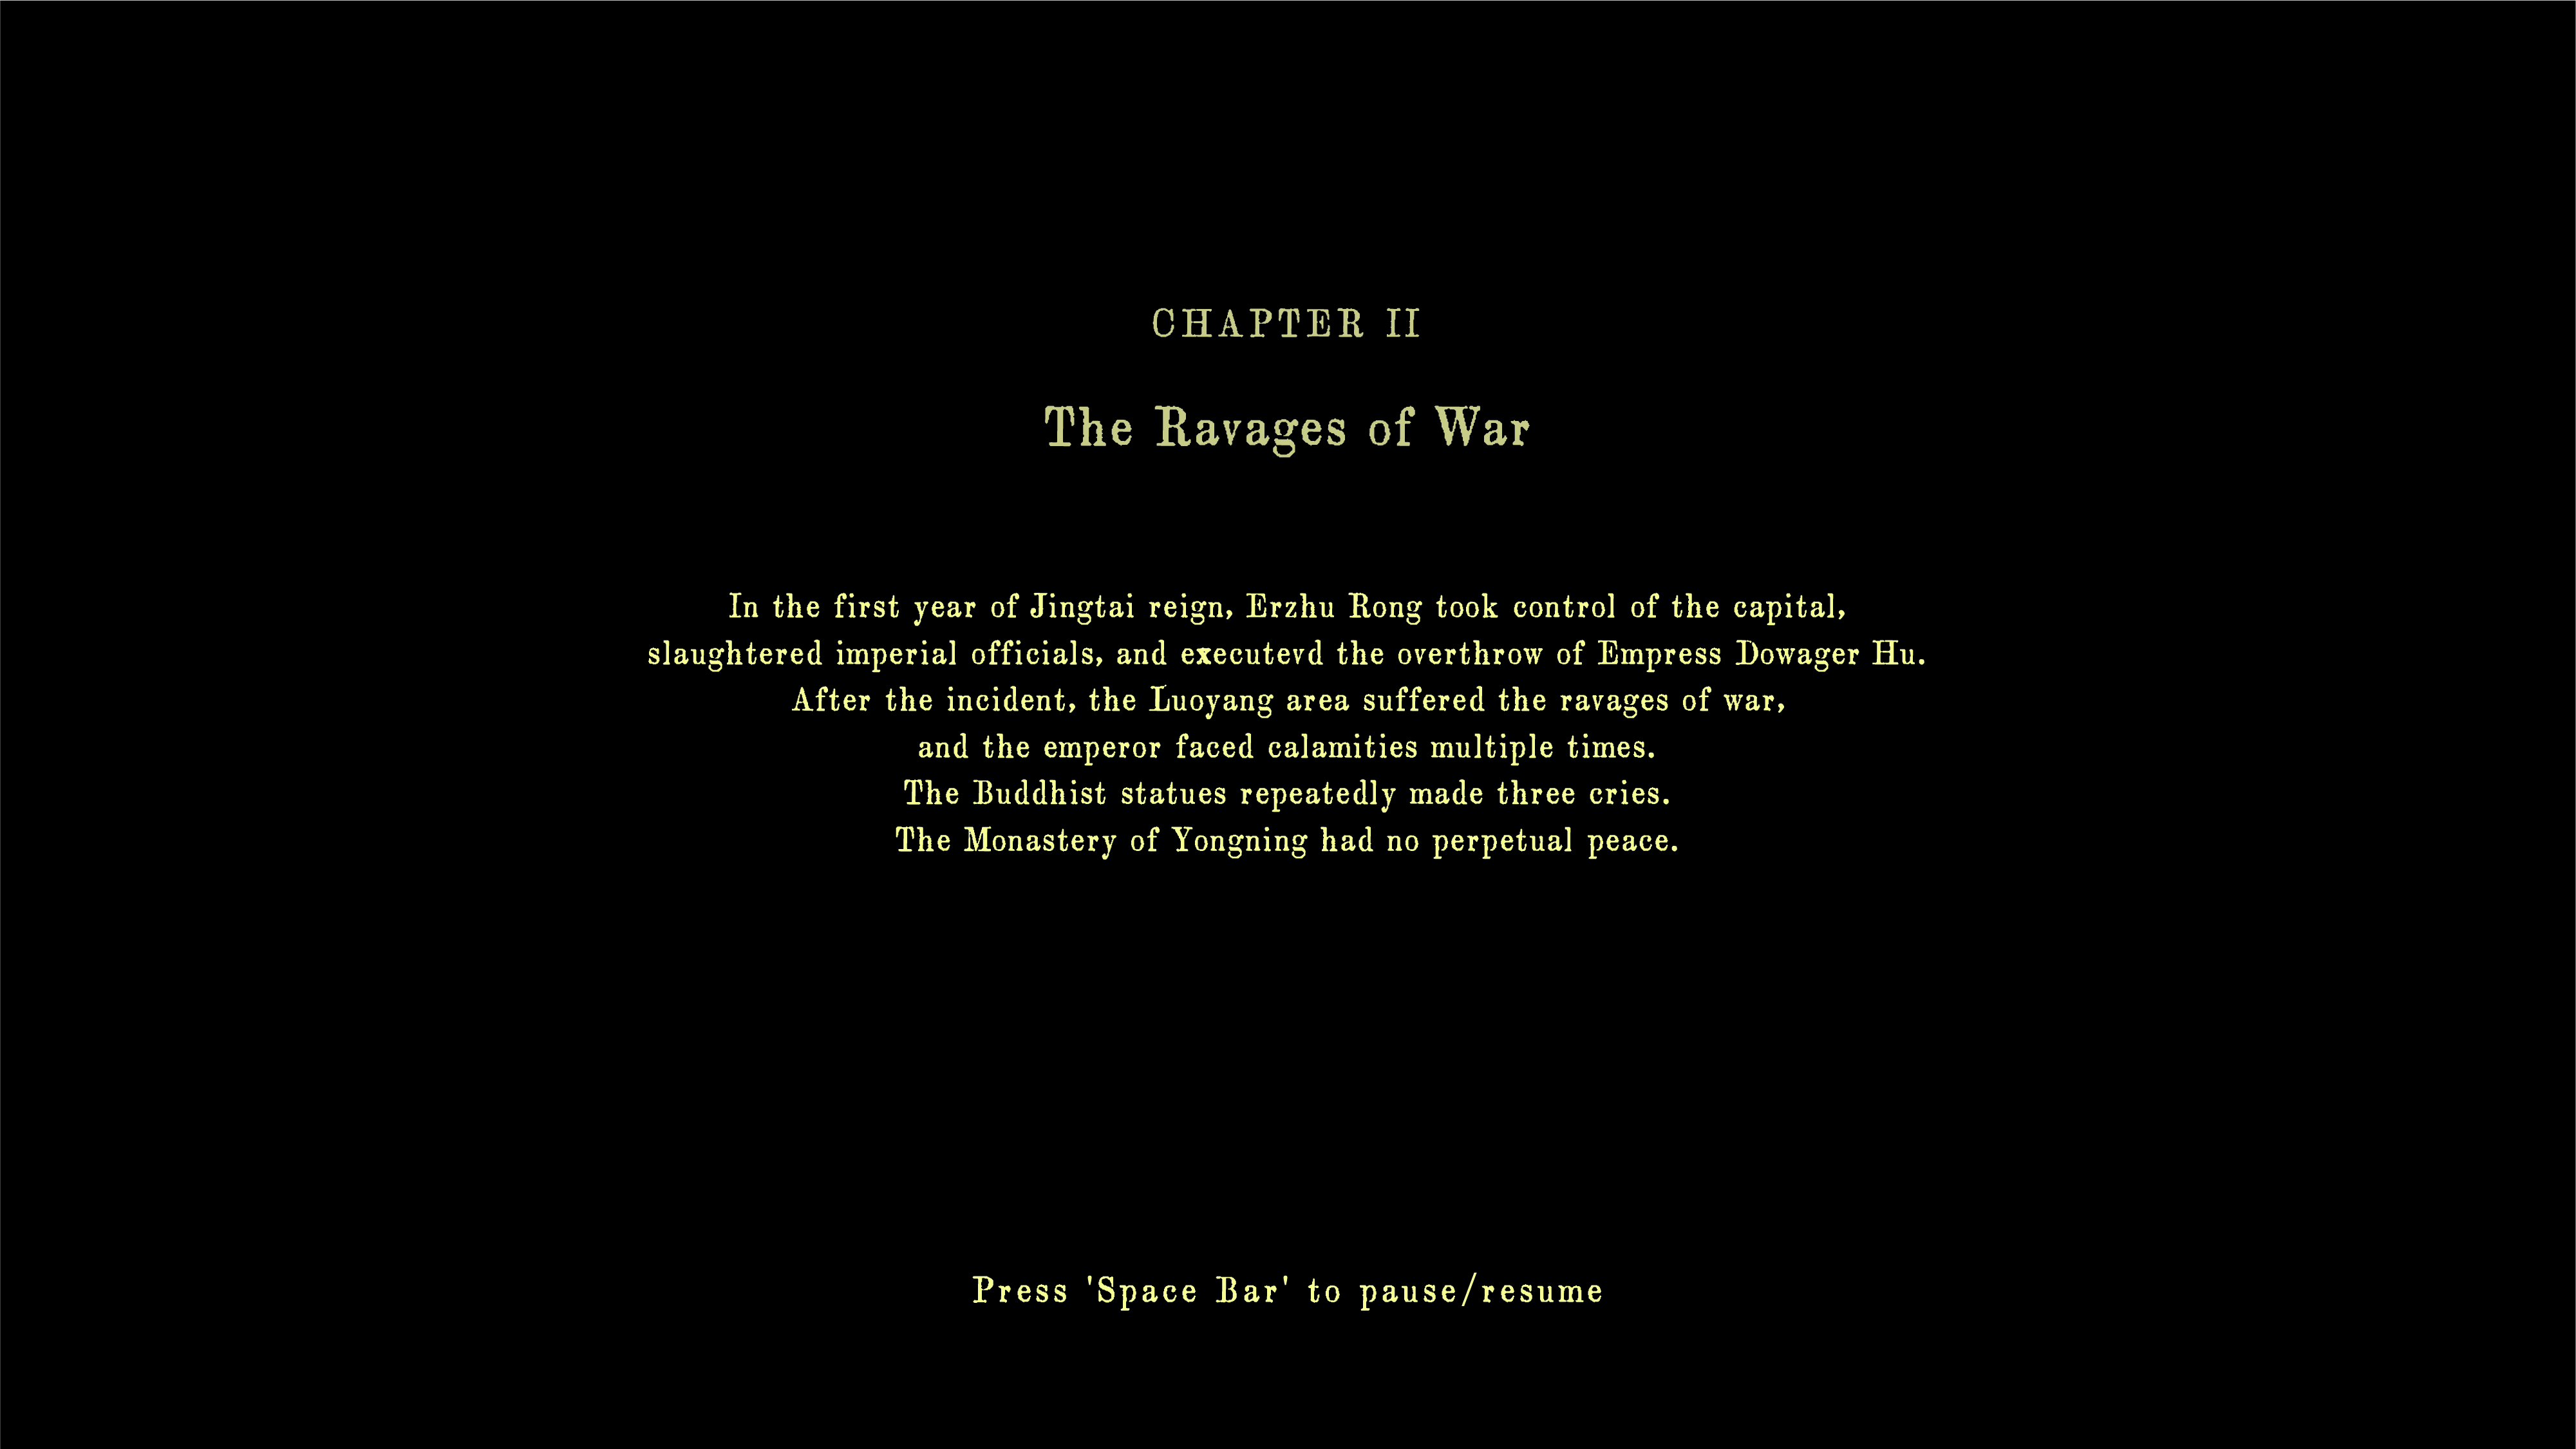 CHAPTER II
The Ravages of War
In the first year of Jingtai reign, Erzhu Rong took control of the capital,
slaughtered imperial officials, and executevd the overthrow of Empress Dowager Hu.
After the incident, the Luoyang area suffered the ravages of war,
and the emperor faced calamities multiple times.
The Buddhist statues repeatedly made three cries.
The Monastery of Yongning had no perpetual peace.
Press 'Space Bar' to pause/resume